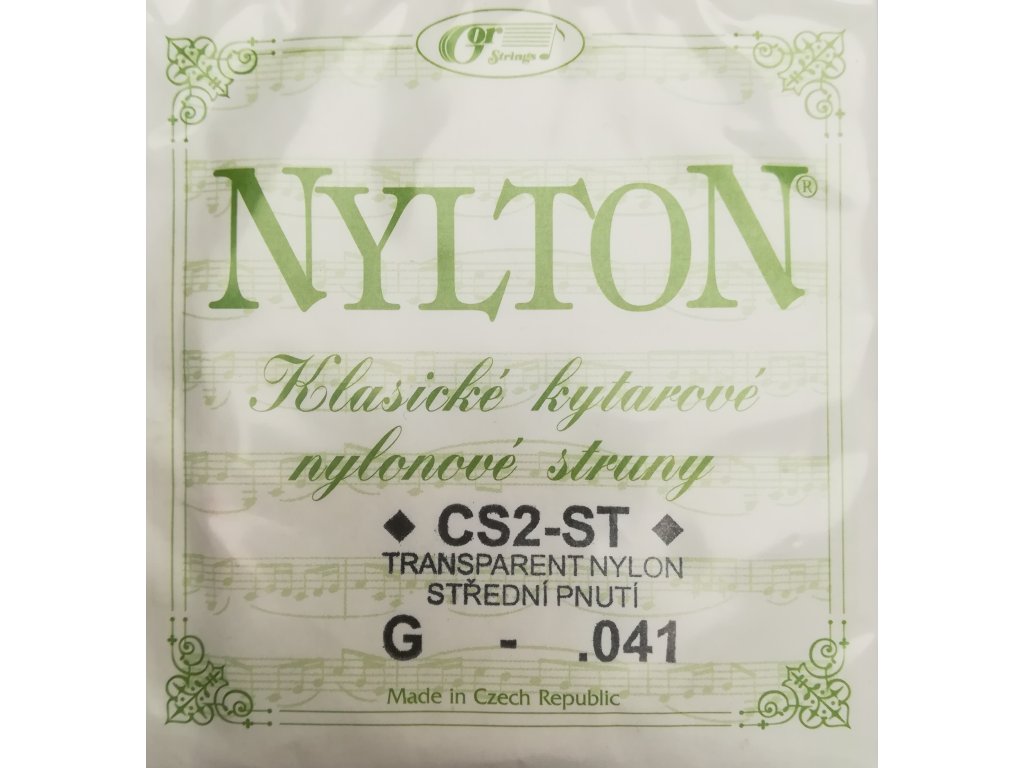 Gor
Strings
NYLTON®
Klasické kytarové
nylonové struny
◆ CS2-ST ◆
TRANSPARENT NYLON
STŘEDNÍ PNUTÍ
G - .041
Made in Czech Republic